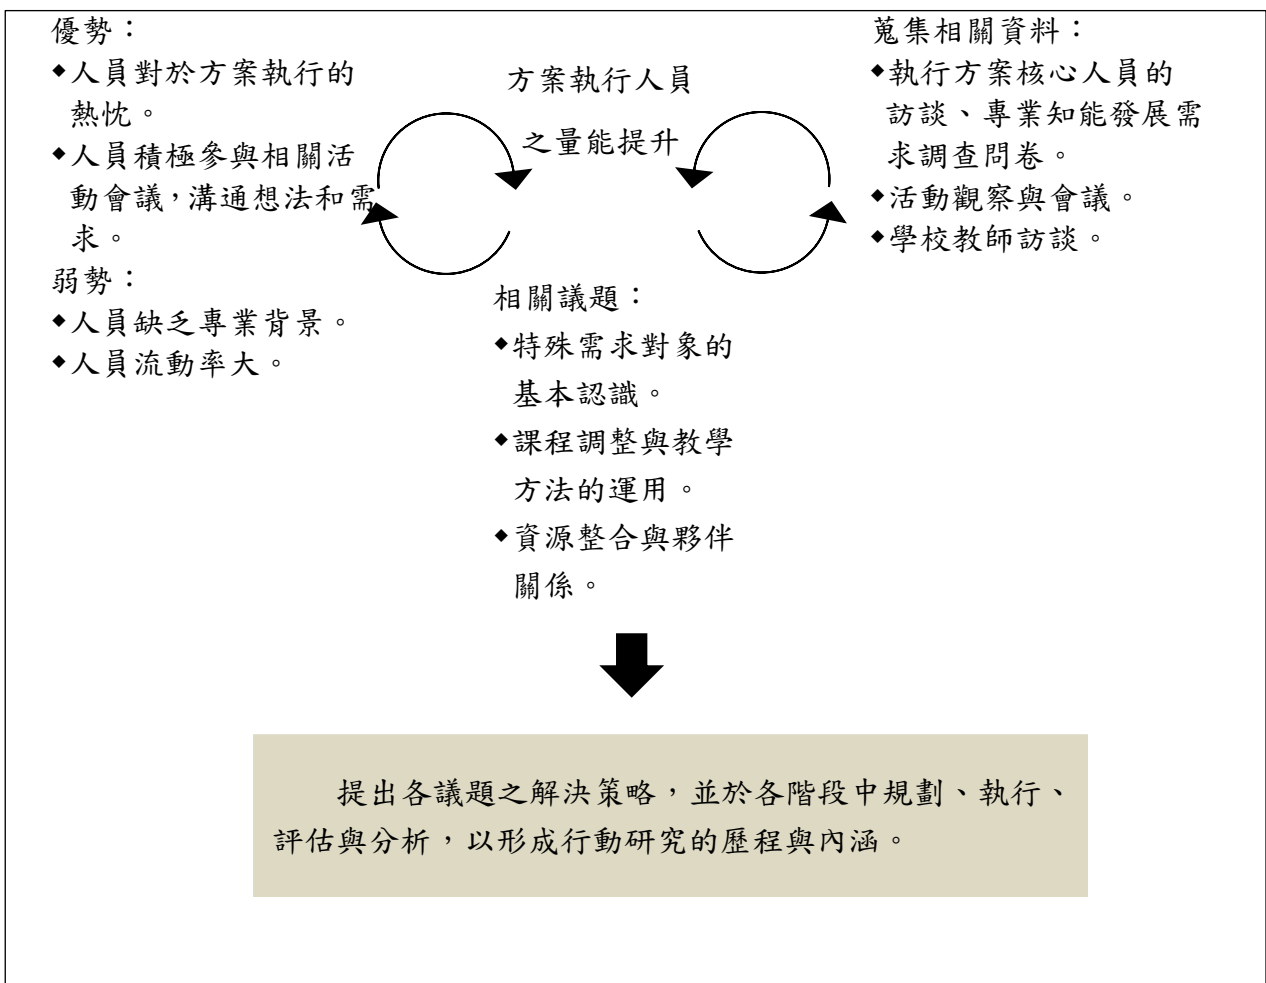 優勢：
◆人員對於方案執行的
熱忱。
◆人員積極參與相關活
動會議，溝通想法和需
求。
弱勢：
◆人員缺乏專業背景。
◆人員流動率大。
方案執行人員
之量能提升
相關議題：
◆特殊需求對象的
基本認識。
◆課程調整與教學
方法的運用。
◆資源整合與夥伴
關係。
蒐集相關資料：
◆執行方案核心人員的
訪談、專業知能發展需
求調查問卷。
◆活動觀察與會議。
◆學校教師訪談。
提出各議題之解決策略，並於各階段中規劃、執行、
評估與分析，以形成行動研究的歷程與內涵。